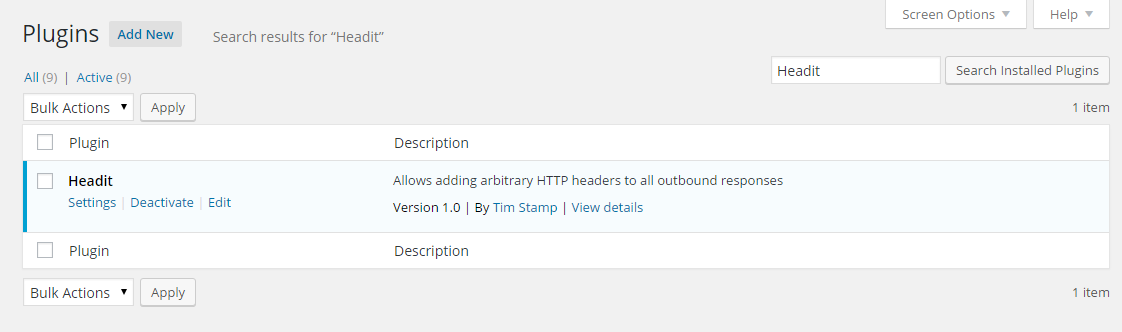 Screen Options Help
Plugins Add New Search results for “Headit”
All (9) | Active (9)
Headit Search Installed Plugins
Bulk Actions Apply 1 item
Plugin Description
Headit Allows adding arbitrary HTTP headers to all outbound responses
Settings | Deactivate | Edit Version 1.0 | By Tim Stamp | View details
Plugin Description
Bulk Actions Apply 1 item